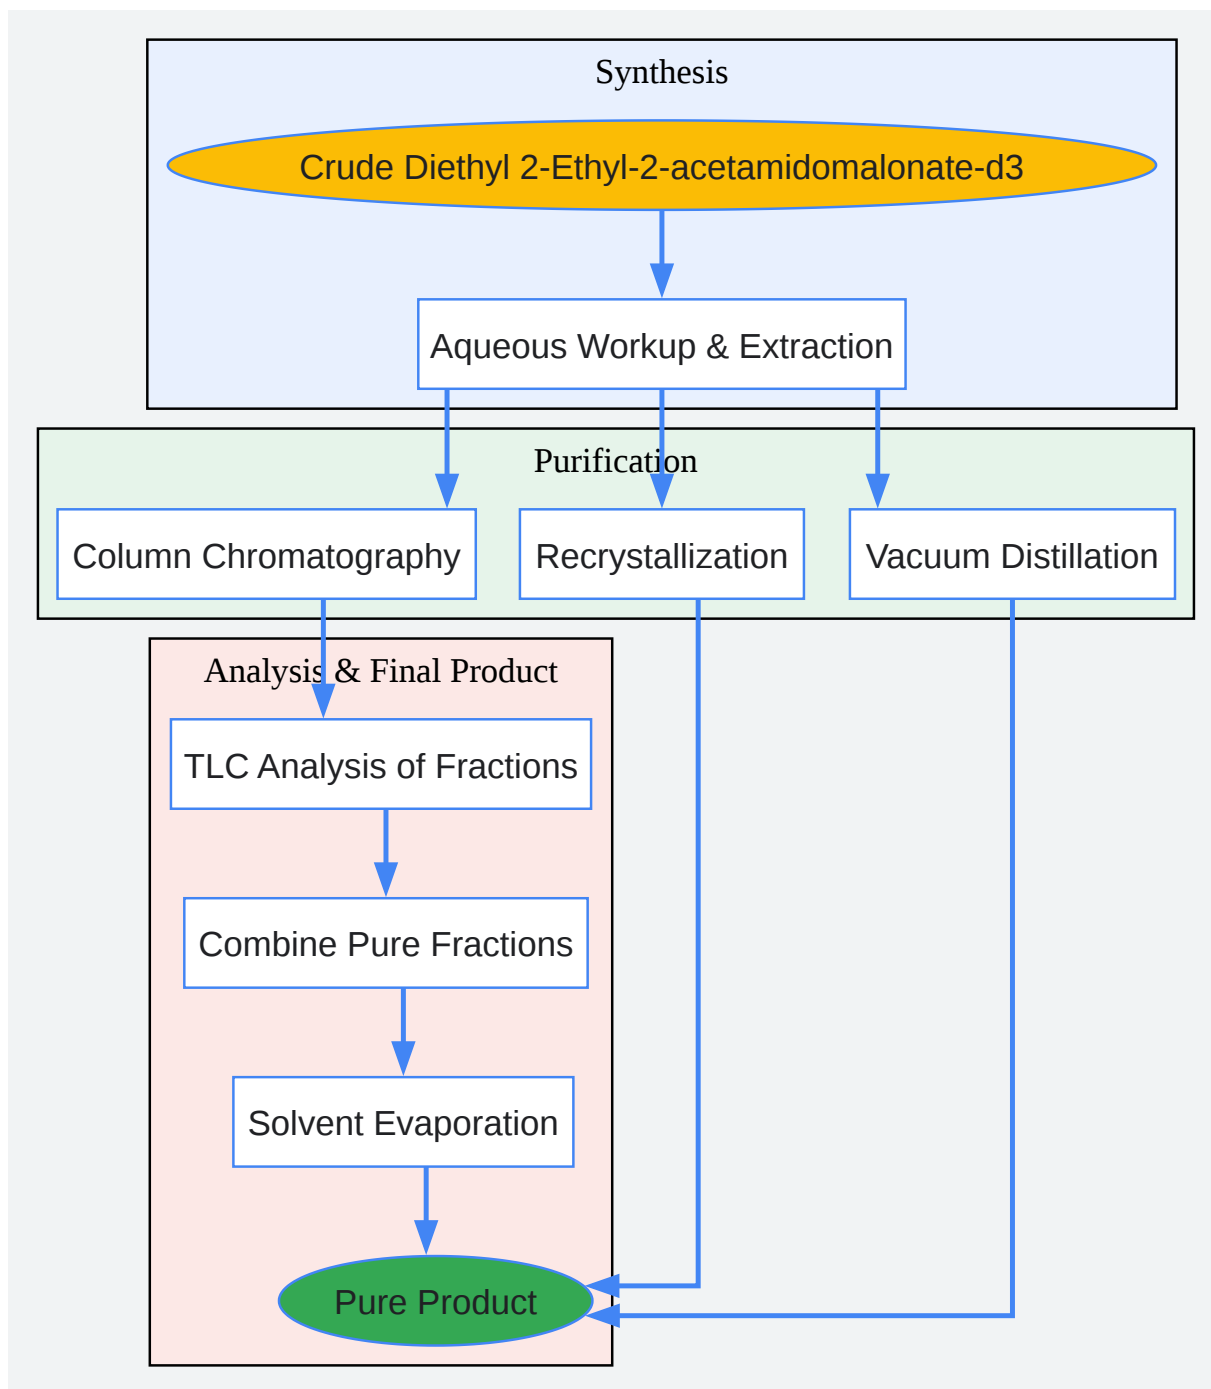 Synthesis
Crude Diethyl 2-Ethyl-2-acetamidomalonate-d3
Aqueous Workup & Extraction
Purification
Column Chromatography
Recrystallization
Vacuum Distillation
Analysis & Final Product
TLC Analysis of Fractions
Combine Pure Fractions
Solvent Evaporation
Pure Product